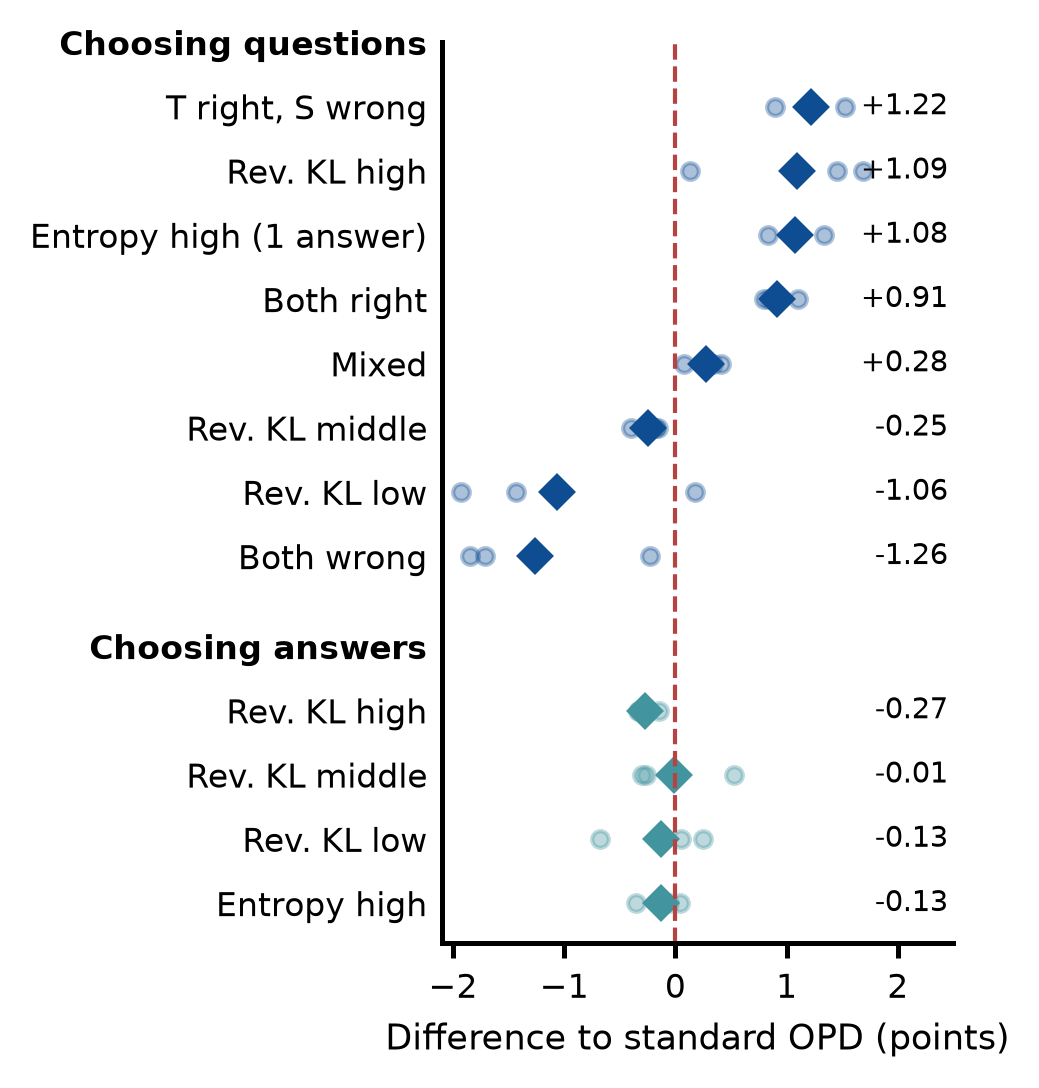 Choosing questions
T right, S wrong +1.22
Rev. KL high +1.09
Entropy high (1 answer) +1.08
Both right +0.91
Mixed +0.28
Rev. KL middle -0.25
Rev. KL low -1.06
Both wrong -1.26
Choosing answers
Rev. KL high -0.27
Rev. KL middle -0.01
Rev. KL low -0.13
Entropy high -0.13
−2 −1 0 1 2
Difference to standard OPD (points)